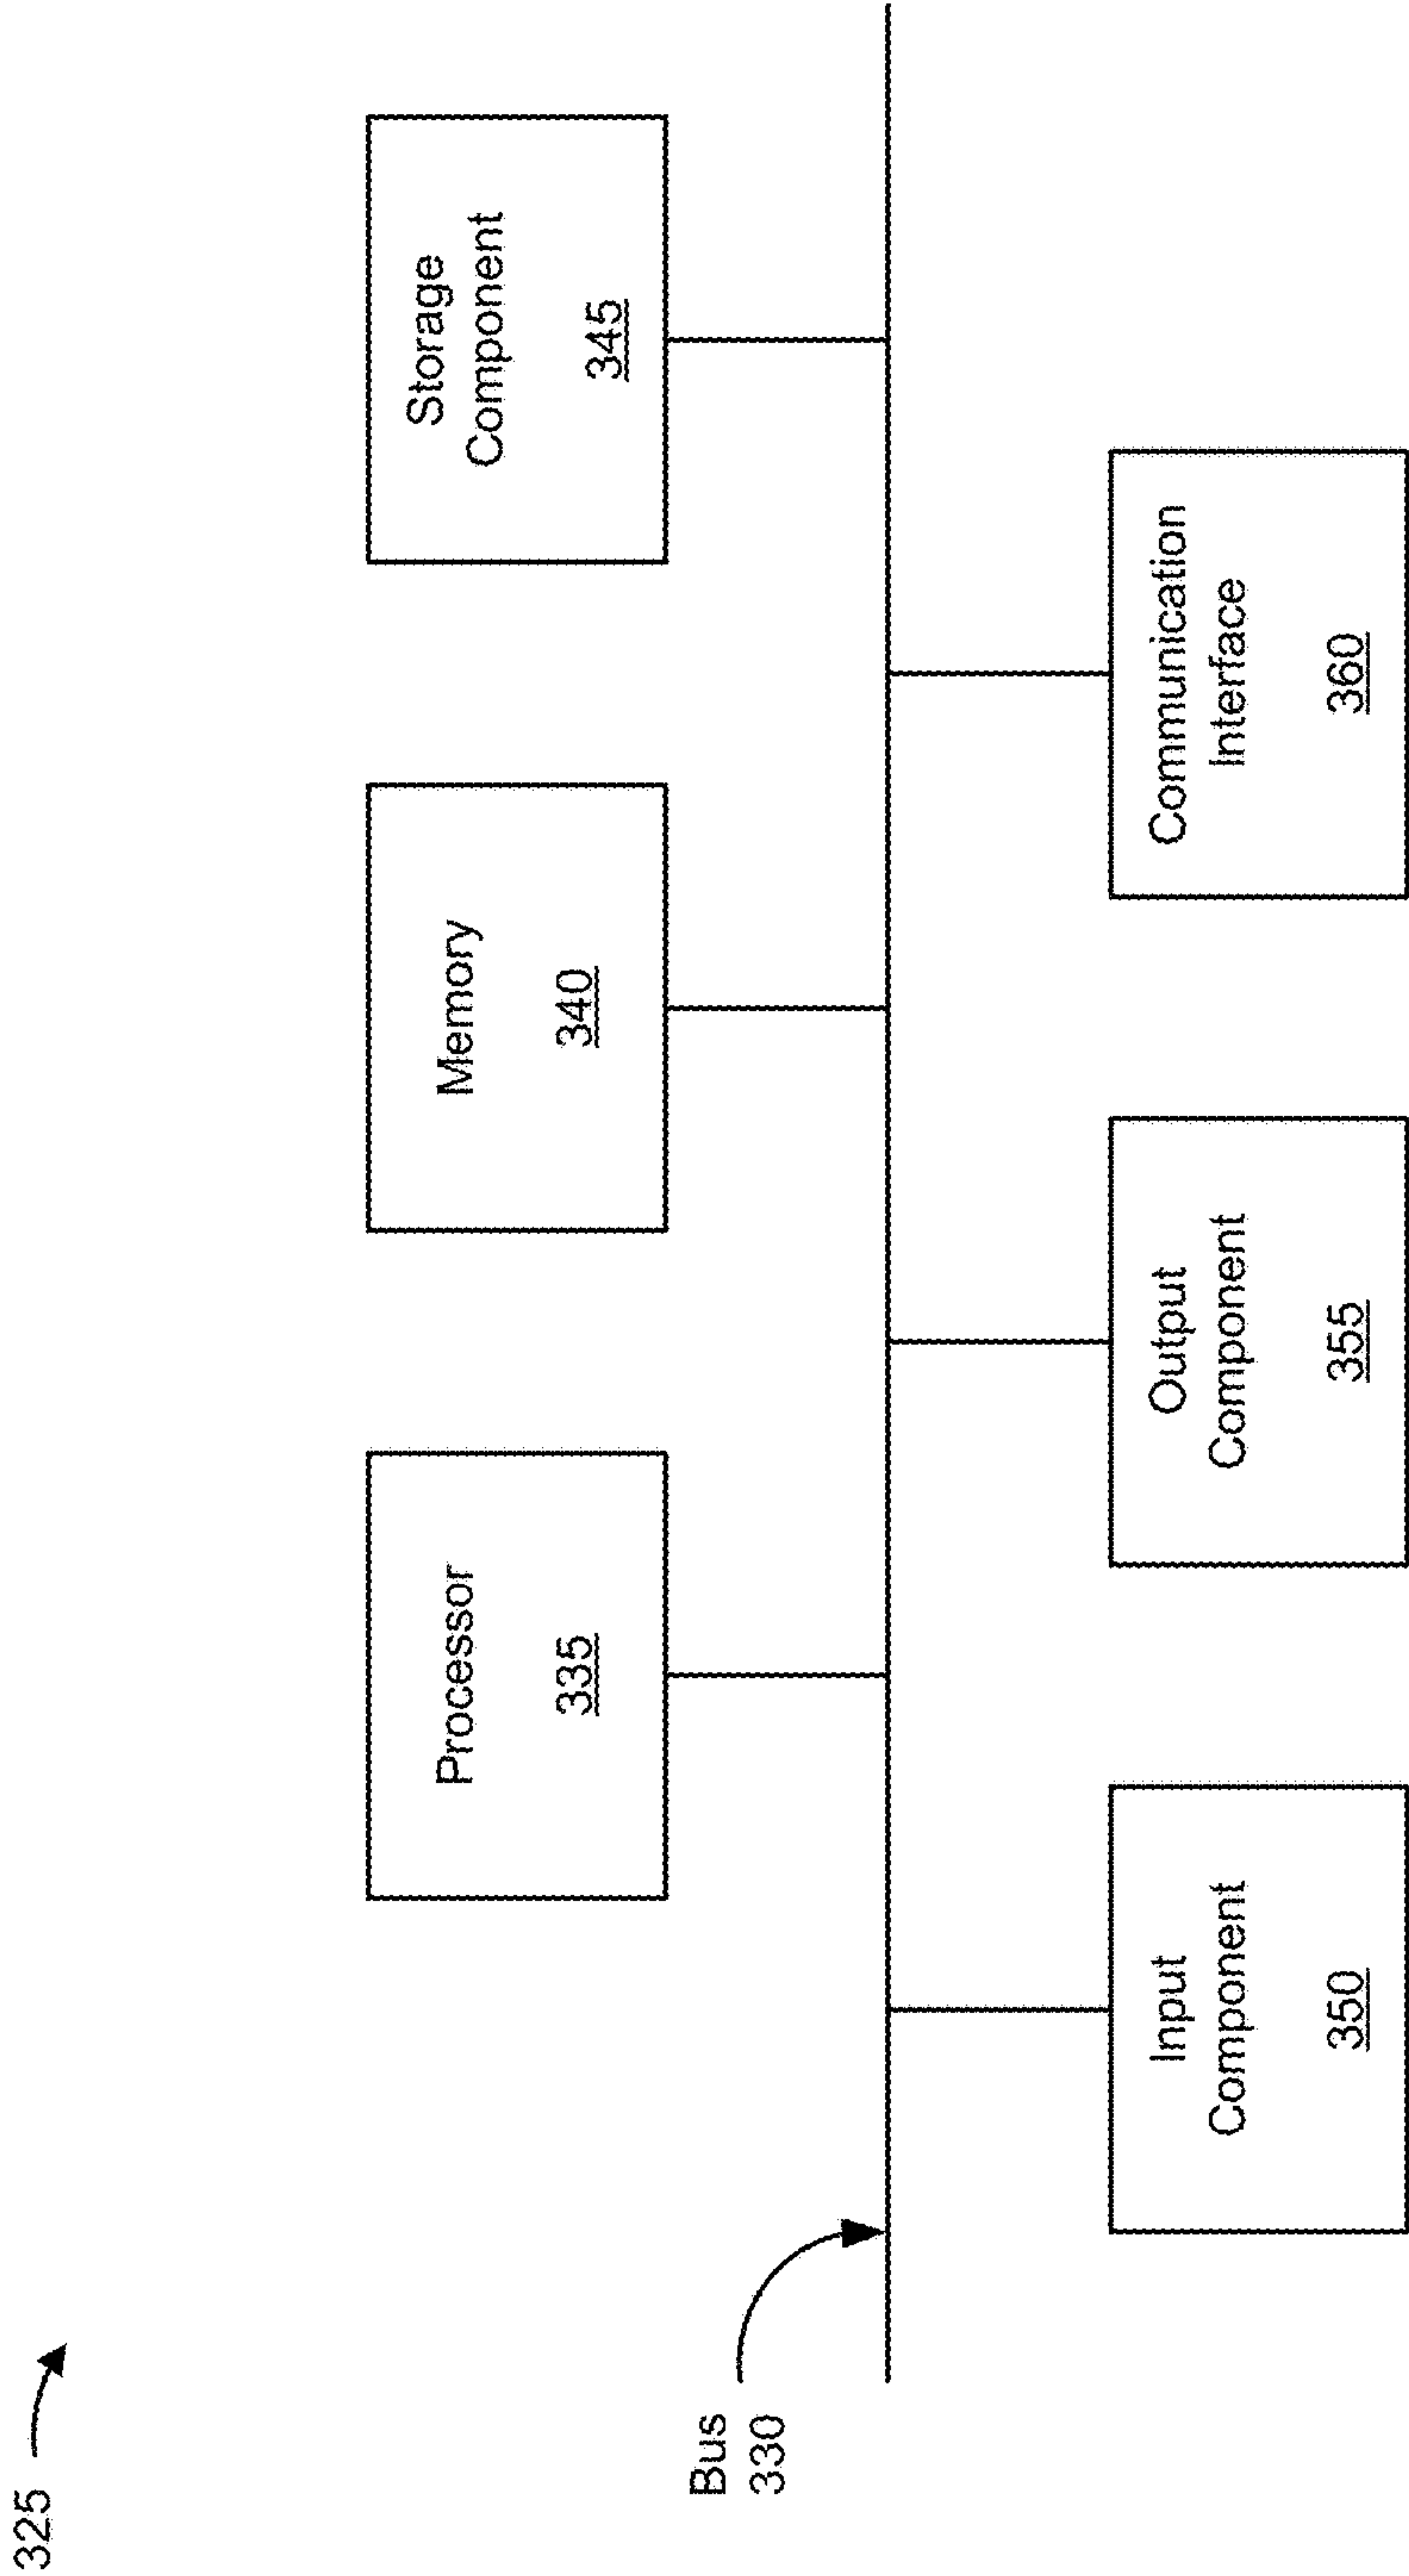 325
Bus
330
Processor
335
Memory
340
Storage
Component
345
Input
Component
350
Output
Component
355
Communication
Interface
360